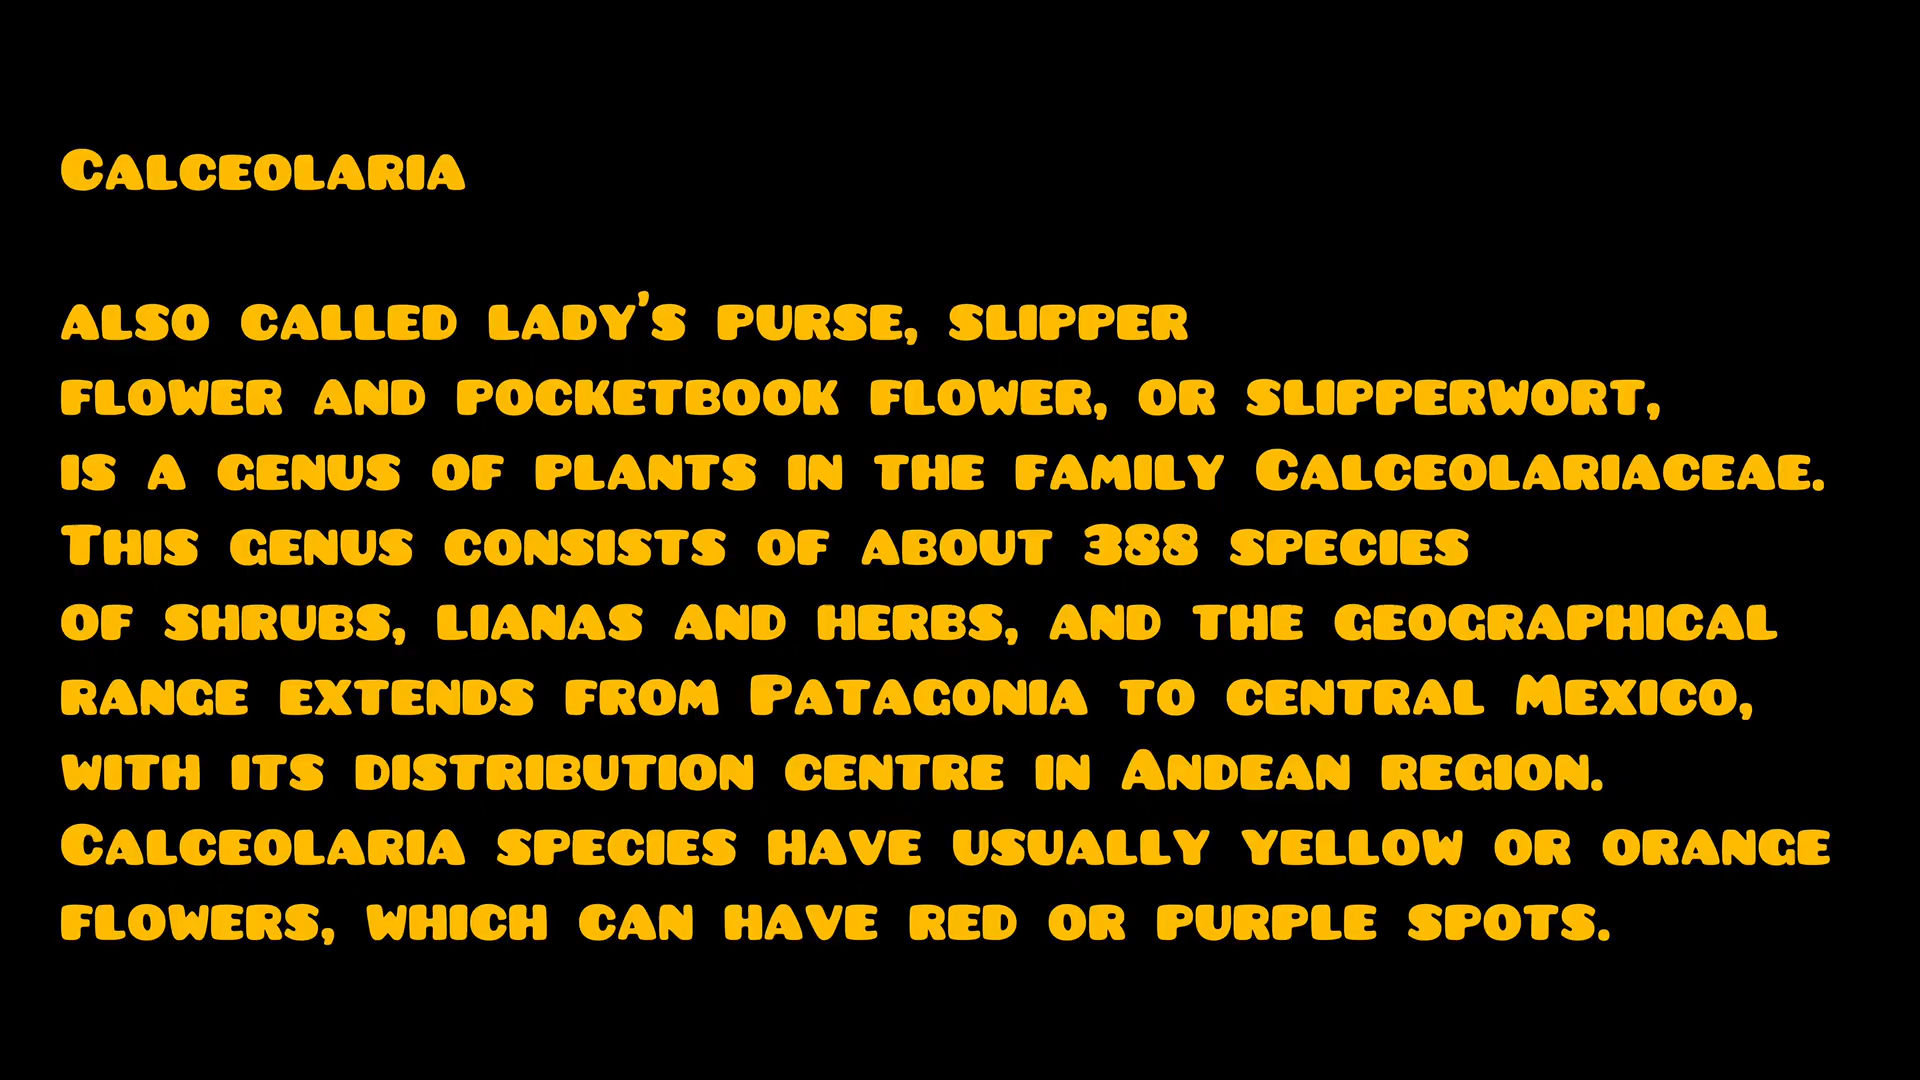 Calceolaria
also called lady's purse, slipper
flower and pocketbook flower, or slipperwort,
is a genus of plants in the family Calceolariaceae.
This genus consists of about 388 species
of shrubs, lianas and herbs, and the geographical
range extends from Patagonia to central Mexico,
with its distribution centre in Andean region.
Calceolaria species have usually yellow or orange
flowers, which can have red or purple spots.